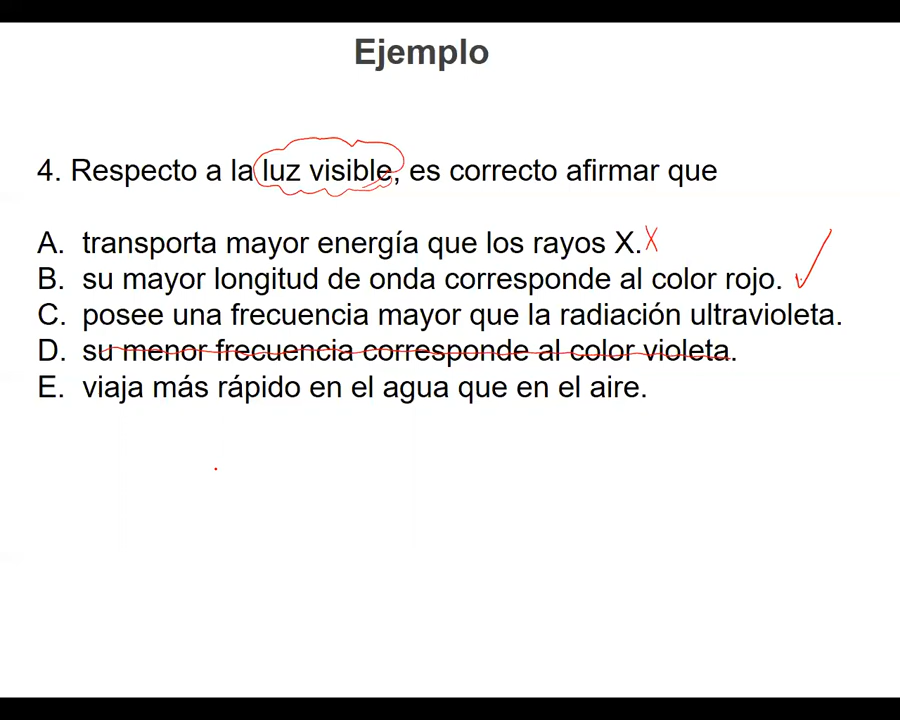 Ejemplo
4. Respecto a la luz visible, es correcto afirmar que
A. transporta mayor energía que los rayos X. X
B. su mayor longitud de onda corresponde al color rojo. ✓
C. posee una frecuencia mayor que la radiación ultravioleta.
D. su menor frecuencia corresponde al color violeta.
E. viaja más rápido en el agua que en el aire.